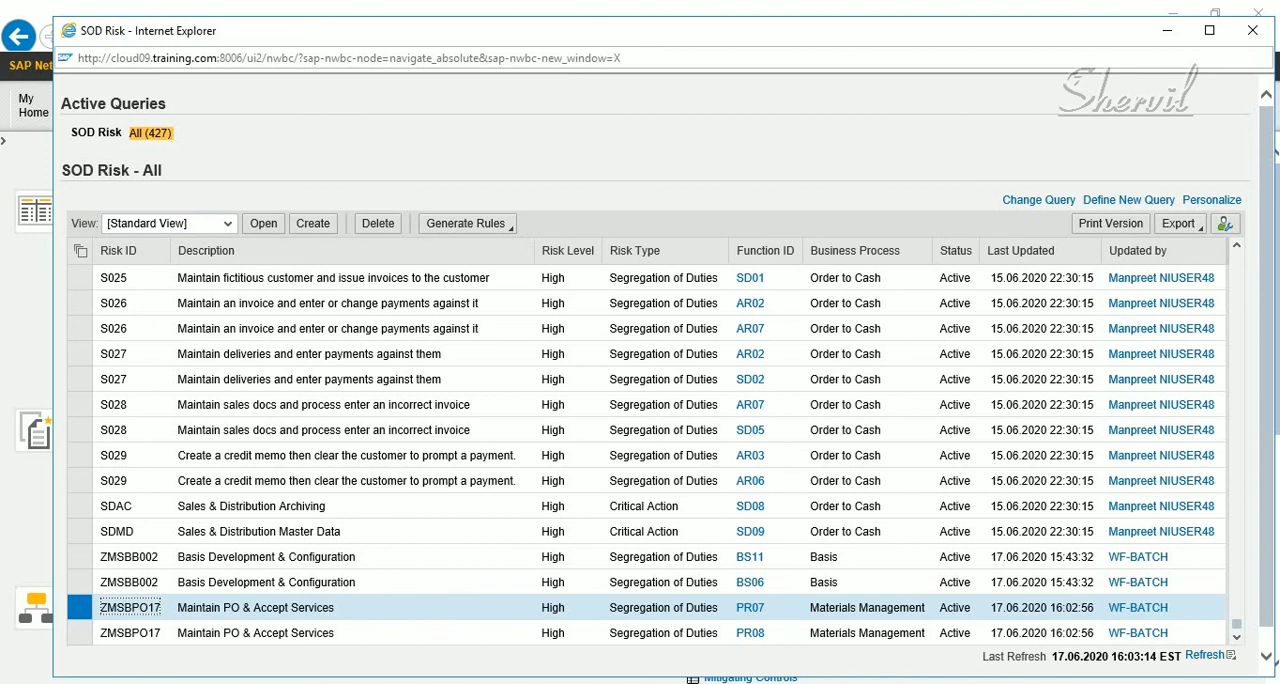 SOD Risk - Internet Explorer
http://cloud09.training.com:8006/ui2/nwbc/?sap-nwbc-node=navigate_absolute&sap-nwbc-new_window=X
SAP Net
Shervil
My
Home
Active Queries
SOD Risk All (427)
SOD Risk - All
Change Query Define New Query Personalize
View: [Standard View] Open Create Delete Generate Rules Print Version Export
Risk ID Description Risk Level Risk Type Function ID Business Process Status Last Updated Updated by
S025 Maintain fictitious customer and issue invoices to the customer High Segregation of Duties SD01 Order to Cash Active 15.06.2020 22:30:15 Manpreet NIUSER48
S026 Maintain an invoice and enter or change payments against it High Segregation of Duties AR02 Order to Cash Active 15.06.2020 22:30:15 Manpreet NIUSER48
S026 Maintain an invoice and enter or change payments against it High Segregation of Duties AR07 Order to Cash Active 15.06.2020 22:30:15 Manpreet NIUSER48
S027 Maintain deliveries and enter payments against them High Segregation of Duties AR02 Order to Cash Active 15.06.2020 22:30:15 Manpreet NIUSER48
S027 Maintain deliveries and enter payments against them High Segregation of Duties SD02 Order to Cash Active 15.06.2020 22:30:15 Manpreet NIUSER48
S028 Maintain sales docs and process enter an incorrect invoice High Segregation of Duties AR07 Order to Cash Active 15.06.2020 22:30:15 Manpreet NIUSER48
S028 Maintain sales docs and process enter an incorrect invoice High Segregation of Duties SD05 Order to Cash Active 15.06.2020 22:30:15 Manpreet NIUSER48
S029 Create a credit memo then clear the customer to prompt a payment. High Segregation of Duties AR03 Order to Cash Active 15.06.2020 22:30:15 Manpreet NIUSER48
S029 Create a credit memo then clear the customer to prompt a payment. High Segregation of Duties AR06 Order to Cash Active 15.06.2020 22:30:15 Manpreet NIUSER48
SDAC Sales & Distribution Archiving High Critical Action SD08 Order to Cash Active 15.06.2020 22:30:15 Manpreet NIUSER48
SDMD Sales & Distribution Master Data High Critical Action SD09 Order to Cash Active 15.06.2020 22:30:15 Manpreet NIUSER48
ZMSBB002 Basis Development & Configuration High Segregation of Duties BS11 Basis Active 17.06.2020 15:43:32 WF-BATCH
ZMSBB002 Basis Development & Configuration High Segregation of Duties BS06 Basis Active 17.06.2020 15:43:32 WF-BATCH
ZMSBPO17 Maintain PO & Accept Services High Segregation of Duties PR07 Materials Management Active 17.06.2020 16:02:56 WF-BATCH
ZMSBPO17 Maintain PO & Accept Services High Segregation of Duties PR08 Materials Management Active 17.06.2020 16:02:56 WF-BATCH
Last Refresh 17.06.2020 16:03:14 EST Refresh
Mitigating Controls